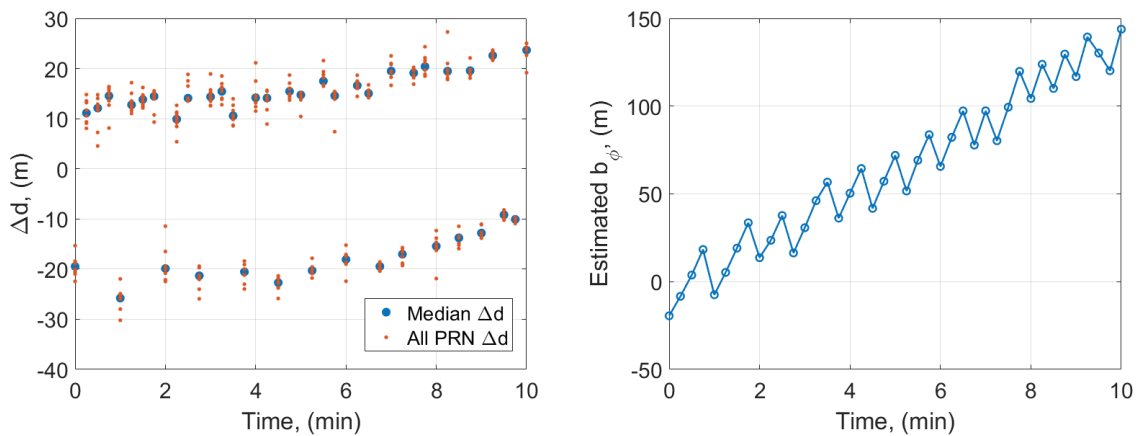 30
20
10
0
-10
-20
-30
-40
Δd, (m)
0 2 4 6 8 10
Time, (min)
Median Δd
All PRN Δd
150
100
50
0
-50
Estimated b_ϕ, (m)
0 2 4 6 8 10
Time, (min)